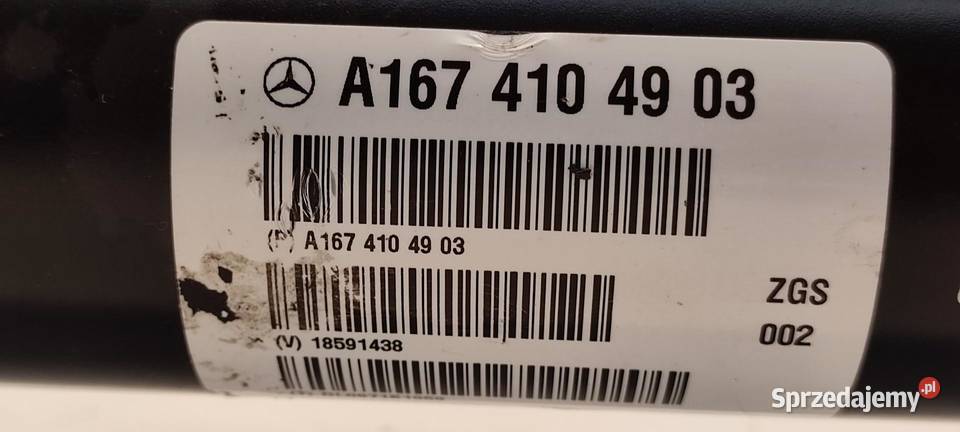 A167 410 49 03
(P) A167 410 49 03
ZGS
002
(V) 18591438
Sprzedajemy.pl